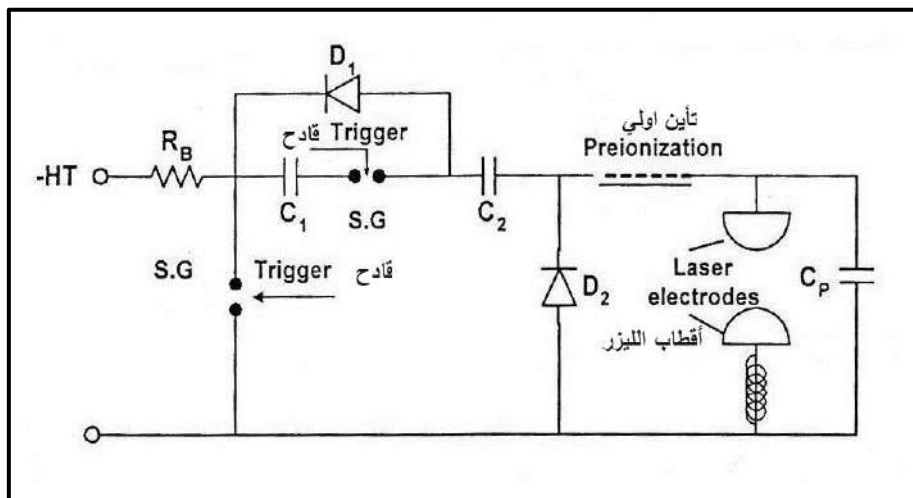 D1
قادح Trigger
RB
-HT
C1
S.G
C2
تأين اولي
Preionization
S.G
Trigger قادح
D2
Laser
electrodes
أقطاب الليزر
CP